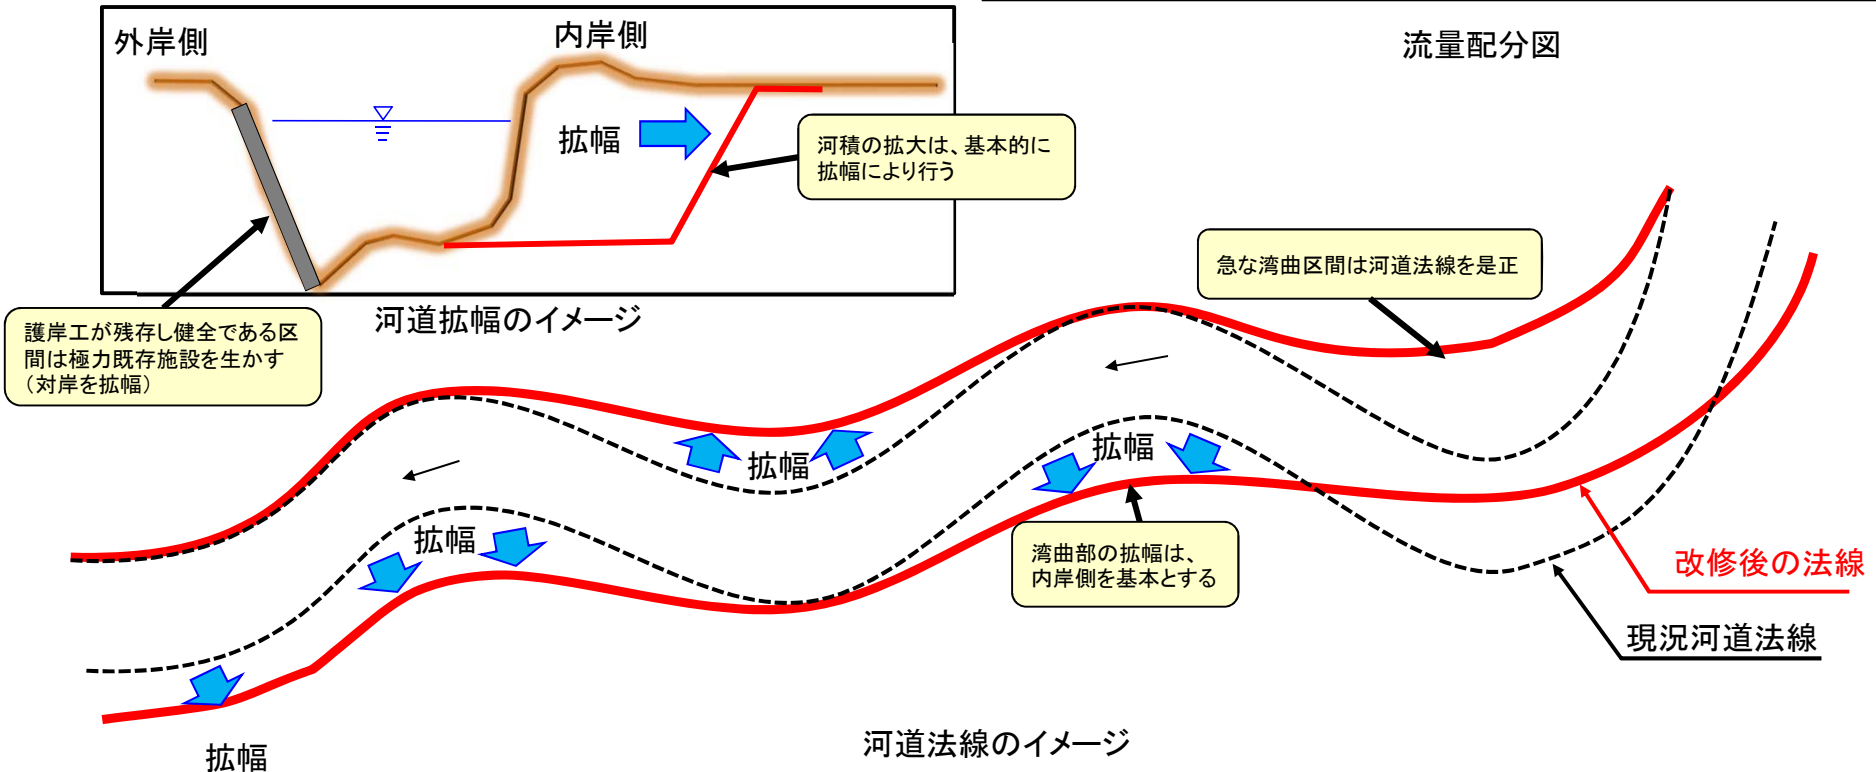 外岸側
内岸側
流量配分図
拡幅
河積の拡大は、基本的に
拡幅により行う
急な湾曲区間は河道法線を是正
河道拡幅のイメージ
護岸工が残存し健全である区
間は極力既存施設を生かす
（対岸を拡幅）
拡幅
拡幅
拡幅
湾曲部の拡幅は、
内岸側を基本とする
改修後の法線
現況河道法線
河道法線のイメージ
拡幅